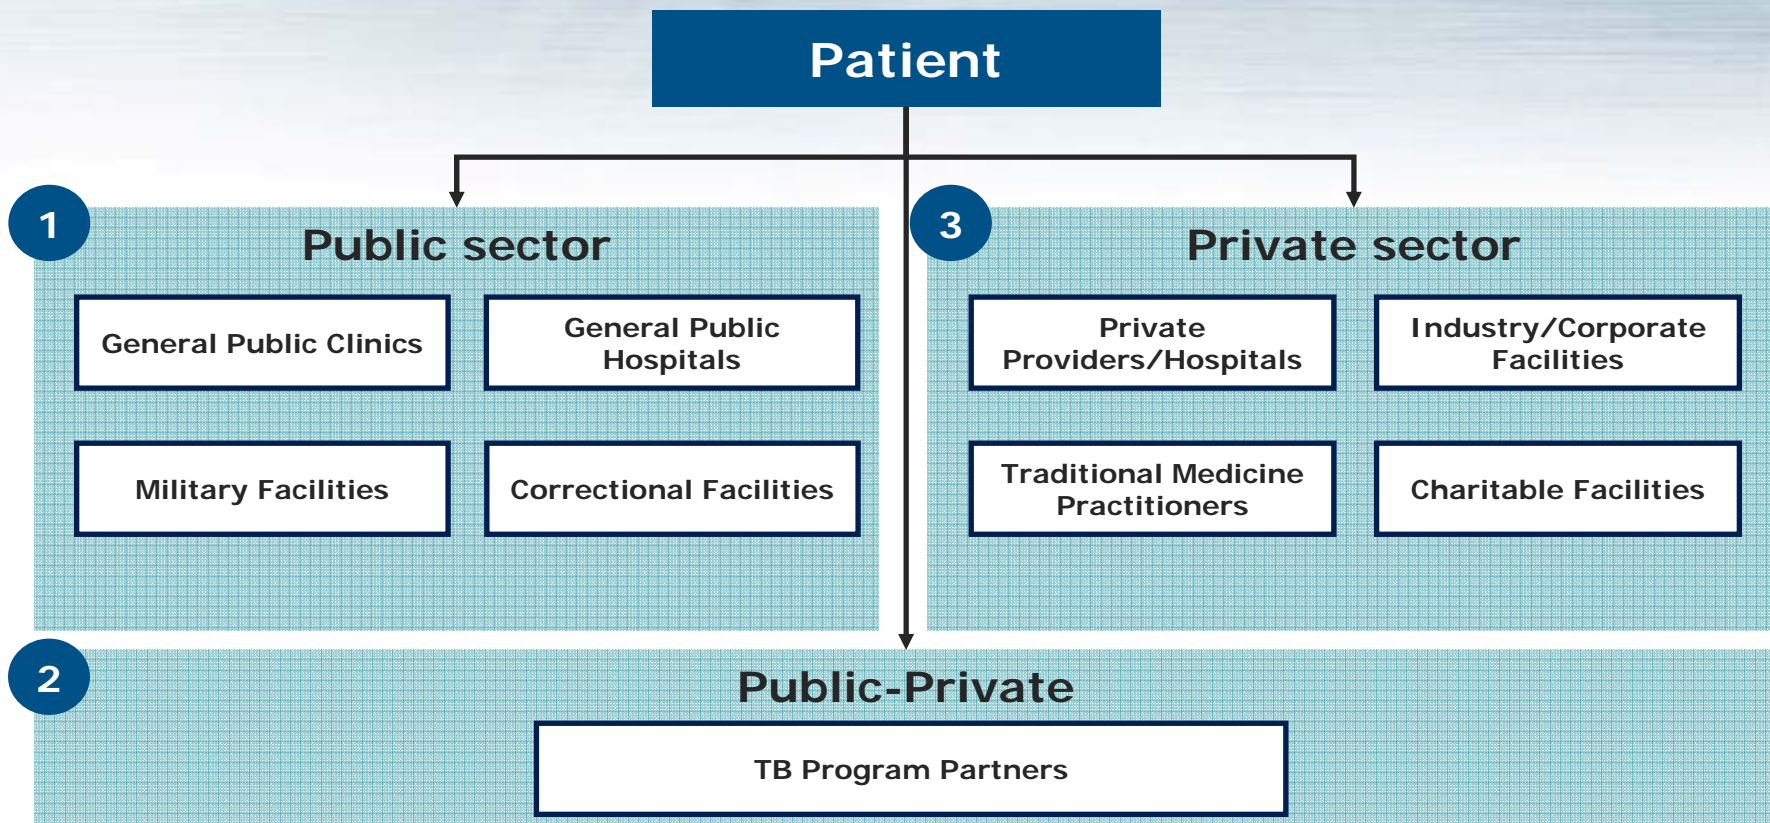 Patient
1
Public sector
General Public Clinics
General Public
Hospitals
Military Facilities
Correctional Facilities
3
Private sector
Private
Providers/Hospitals
Industry/Corporate
Facilities
Traditional Medicine
Practitioners
Charitable Facilities
2
Public-Private
TB Program Partners